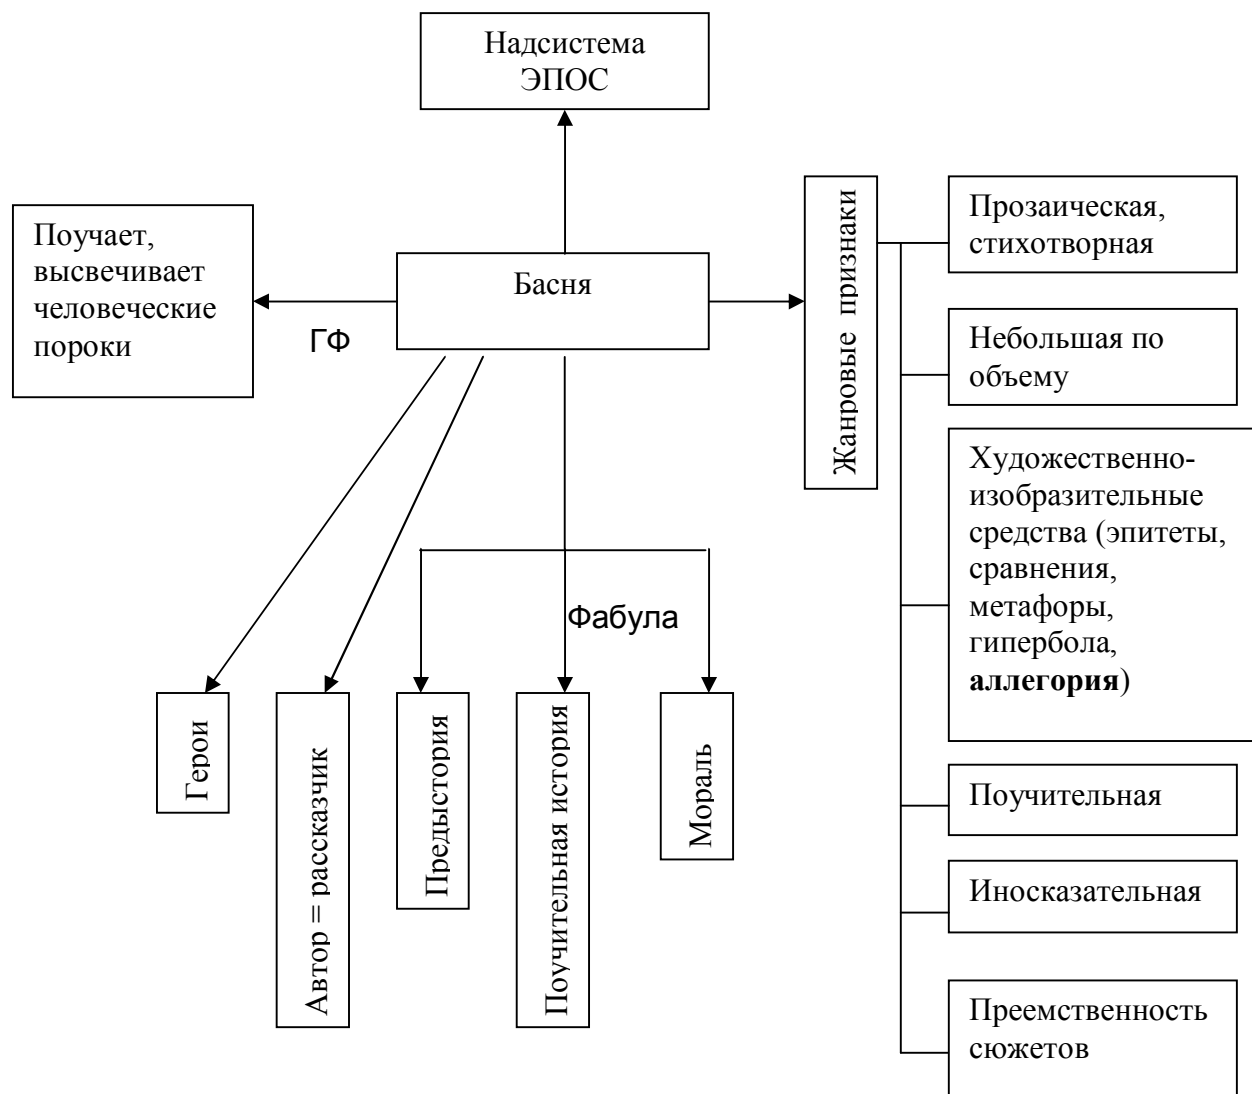 Надсистема
ЭПОС
Поучает,
высвечивает
человеческие
пороки
ГФ
Басня
Жанровые признаки
Прозаическая,
стихотворная
Небольшая по
объему
Художественно-
изобразительные
средства (эпитеты,
сравнения,
метафоры,
гипербола,
аллегория)
Поучительная
Иносказательная
Преемственность
сюжетов
Фабула
Герои
Автор = рассказчик
Предыстория
Поучительная история
Мораль